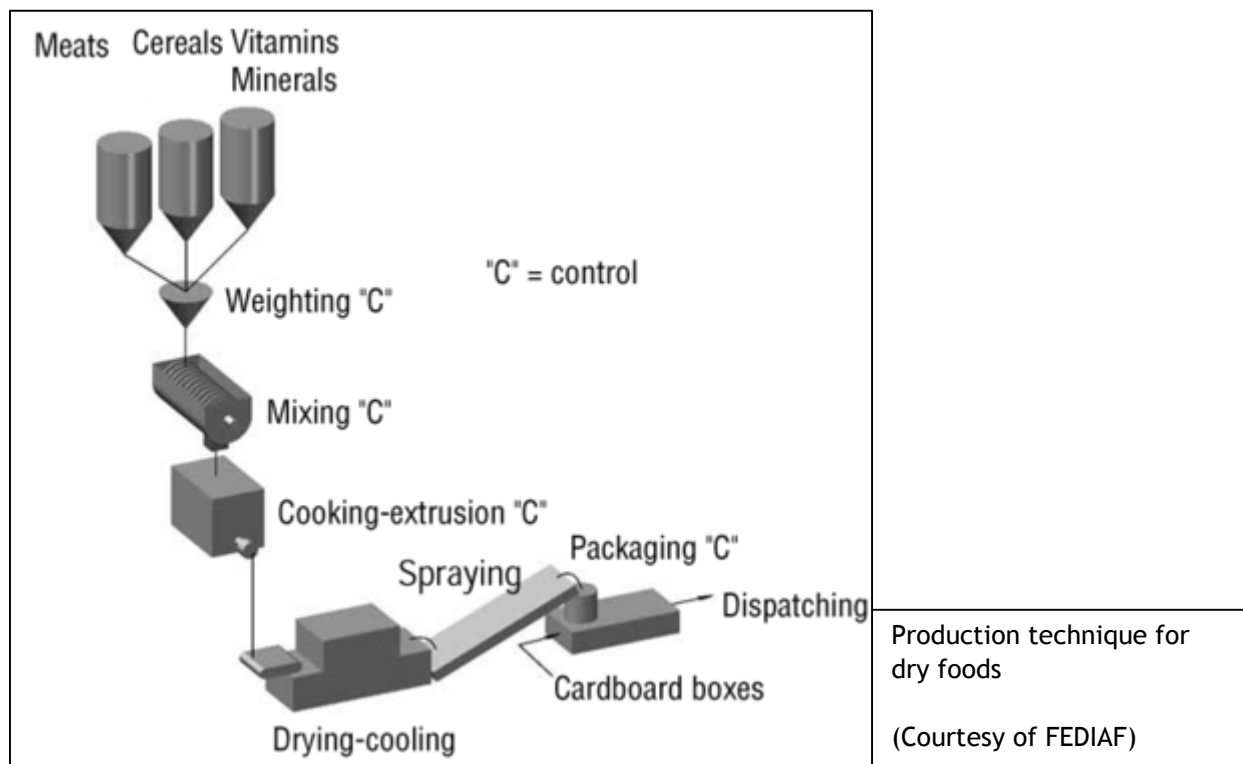 Meats Cereals Vitamins
Minerals
"C" = control
Weighting "C"
Mixing "C"
Cooking-extrusion "C"
Packaging "C"
Spraying
Dispatching
Cardboard boxes
Drying-cooling
Production technique for
dry foods
(Courtesy of FEDIAF)